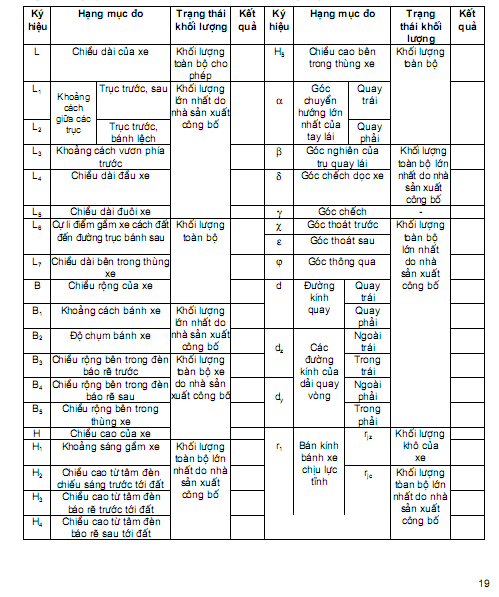 Ký hiệu Hạng mục đo Trạng thái khối lượng Kết quả Ký hiệu Hạng mục đo Trạng thái khối lượng Kết quả
L Chiều dài của xe Khối lượng toàn bộ cho phép H5 Chiều cao bên trong thùng xe Khối lượng toàn bộ
L1 Khoảng cách giữa các trục Trục trước, sau Khối lượng lớn nhất do nhà sản xuất công bố α Góc chuyển hướng lớn nhất của tay lái Quay trái
L2 Trục trước, bánh lệch Quay phải
L3 Khoảng cách vươn phía trước β Góc nghiên của trụ quay lái Khối lượng toàn bộ lớn nhất do nhà sản xuất công bố
L4 Chiều dài đầu xe δ Góc chếch dọc xe
L5 Chiều dài đuôi xe γ Góc chếch -
L6 Cự li điểm gầm xe cách đất đến đường trục bánh sau Khối lượng toàn bộ χ Góc thoát trước Khối lượng toàn bộ lớn nhất do nhà sản xuất công bố
ε Góc thoát sau
L7 Chiều dài bên trong thùng xe φ Góc thông qua
B Chiều rộng của xe d Đường kính quay Quay trái
B1 Khoảng cách bánh xe Khối lượng lớn nhất do nhà sản xuất công bố Quay phải
B2 Độ chụm bánh xe dz Các đường kính của dải quay vòng Ngoài trái
B3 Chiều rộng bên trong đèn báo rẽ trước Khối lượng toàn bộ xe do nhà sản xuất công bố Trong trái
B4 Chiều rộng bên trong đèn báo rẽ sau dy Ngoài phải
B5 Chiều rộng bên trong thùng xe Trong phải
H Chiều cao của xe r1 Bán kính bánh xe chịu lực tĩnh rjz Khối lượng khô của xe
H1 Khoảng sáng gầm xe Khối lượng toàn bộ lớn nhất do nhà sản xuất công bố
H2 Chiều cao từ tâm đèn chiếu sáng trước tới đất rjc Khối lượng tòan bộ lớn nhất do nhà sản xuất công bố
H3 Chiều cao từ tâm đèn báo rẽ trước tới đất
H4 Chiều cao từ tâm đèn báo rẽ sau tới đất
19